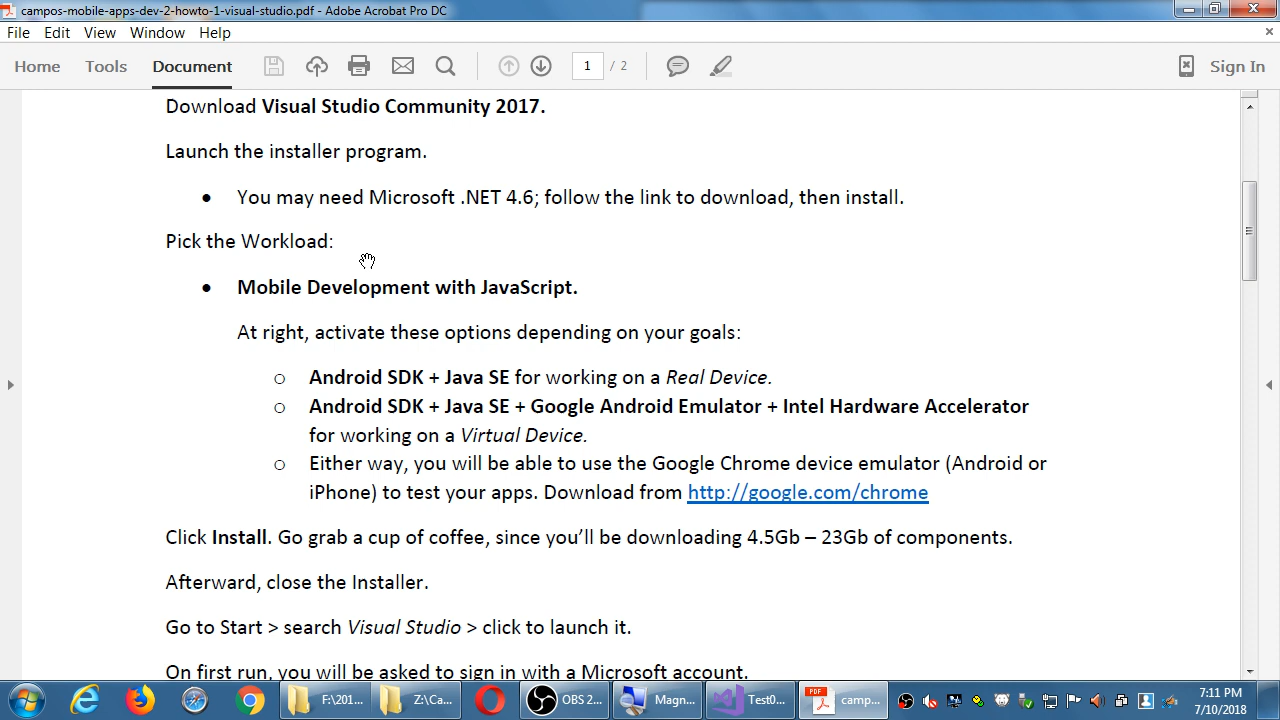 campos-mobile-apps-dev-2-howto-1-visual-studio.pdf - Adobe Acrobat Pro DC
File Edit View Window Help
Home Tools Document 1 / 2 Sign In
Download Visual Studio Community 2017.
Launch the installer program.
• You may need Microsoft .NET 4.6; follow the link to download, then install.
Pick the Workload:
• Mobile Development with JavaScript.
At right, activate these options depending on your goals:
o Android SDK + Java SE for working on a Real Device.
o Android SDK + Java SE + Google Android Emulator + Intel Hardware Accelerator
for working on a Virtual Device.
o Either way, you will be able to use the Google Chrome device emulator (Android or
iPhone) to test your apps. Download from http://google.com/chrome
Click Install. Go grab a cup of coffee, since you’ll be downloading 4.5Gb – 23Gb of components.
Afterward, close the Installer.
Go to Start > search Visual Studio > click to launch it.
On first run, you will be asked to sign in with a Microsoft account.
F:\201... Z:\Ca... OBS 2... Magn... Test0... PDF camp... 7:11 PM
7/10/2018